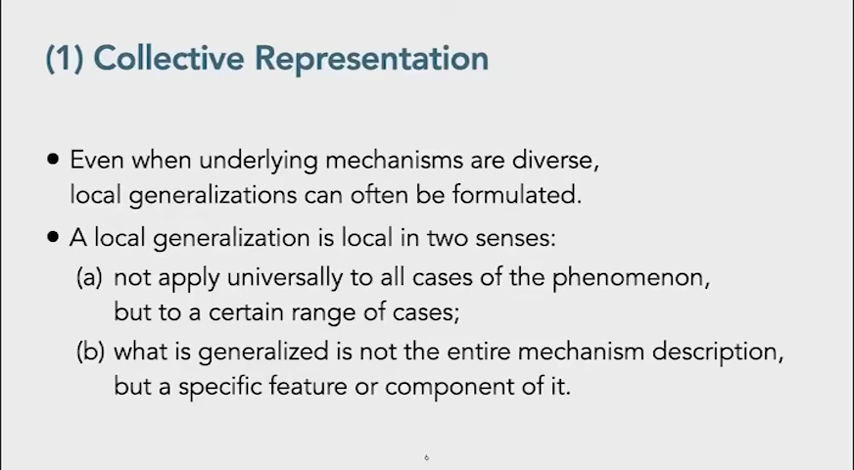 (1) Collective Representation
• Even when underlying mechanisms are diverse,
local generalizations can often be formulated.
• A local generalization is local in two senses:
(a) not apply universally to all cases of the phenomenon,
but to a certain range of cases;
(b) what is generalized is not the entire mechanism description,
but a specific feature or component of it.
6